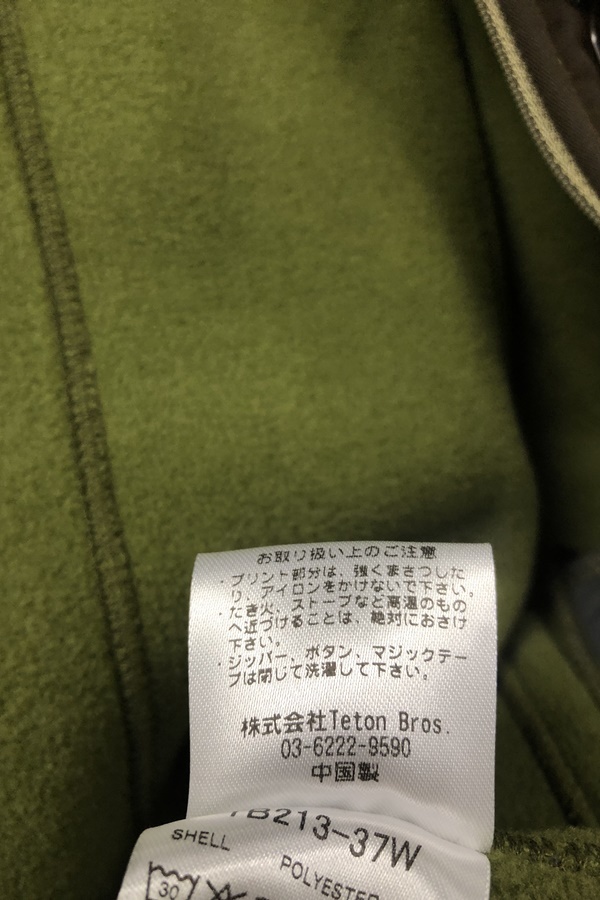 お取り扱い上のご注意
・プリント部分は、強くまさつした
り、アイロンをかけないで下さい。
・たき火、ストーブなど高温のもの
へ近づけることは、絶対におさけ
下さい。
・ジッパー、ボタン、マジックテー
プは閉じて洗濯して下さい。
株式会社Teton Bros.
03-6222-9590
中国製
TB213-37W
SHELL
POLYESTER
30